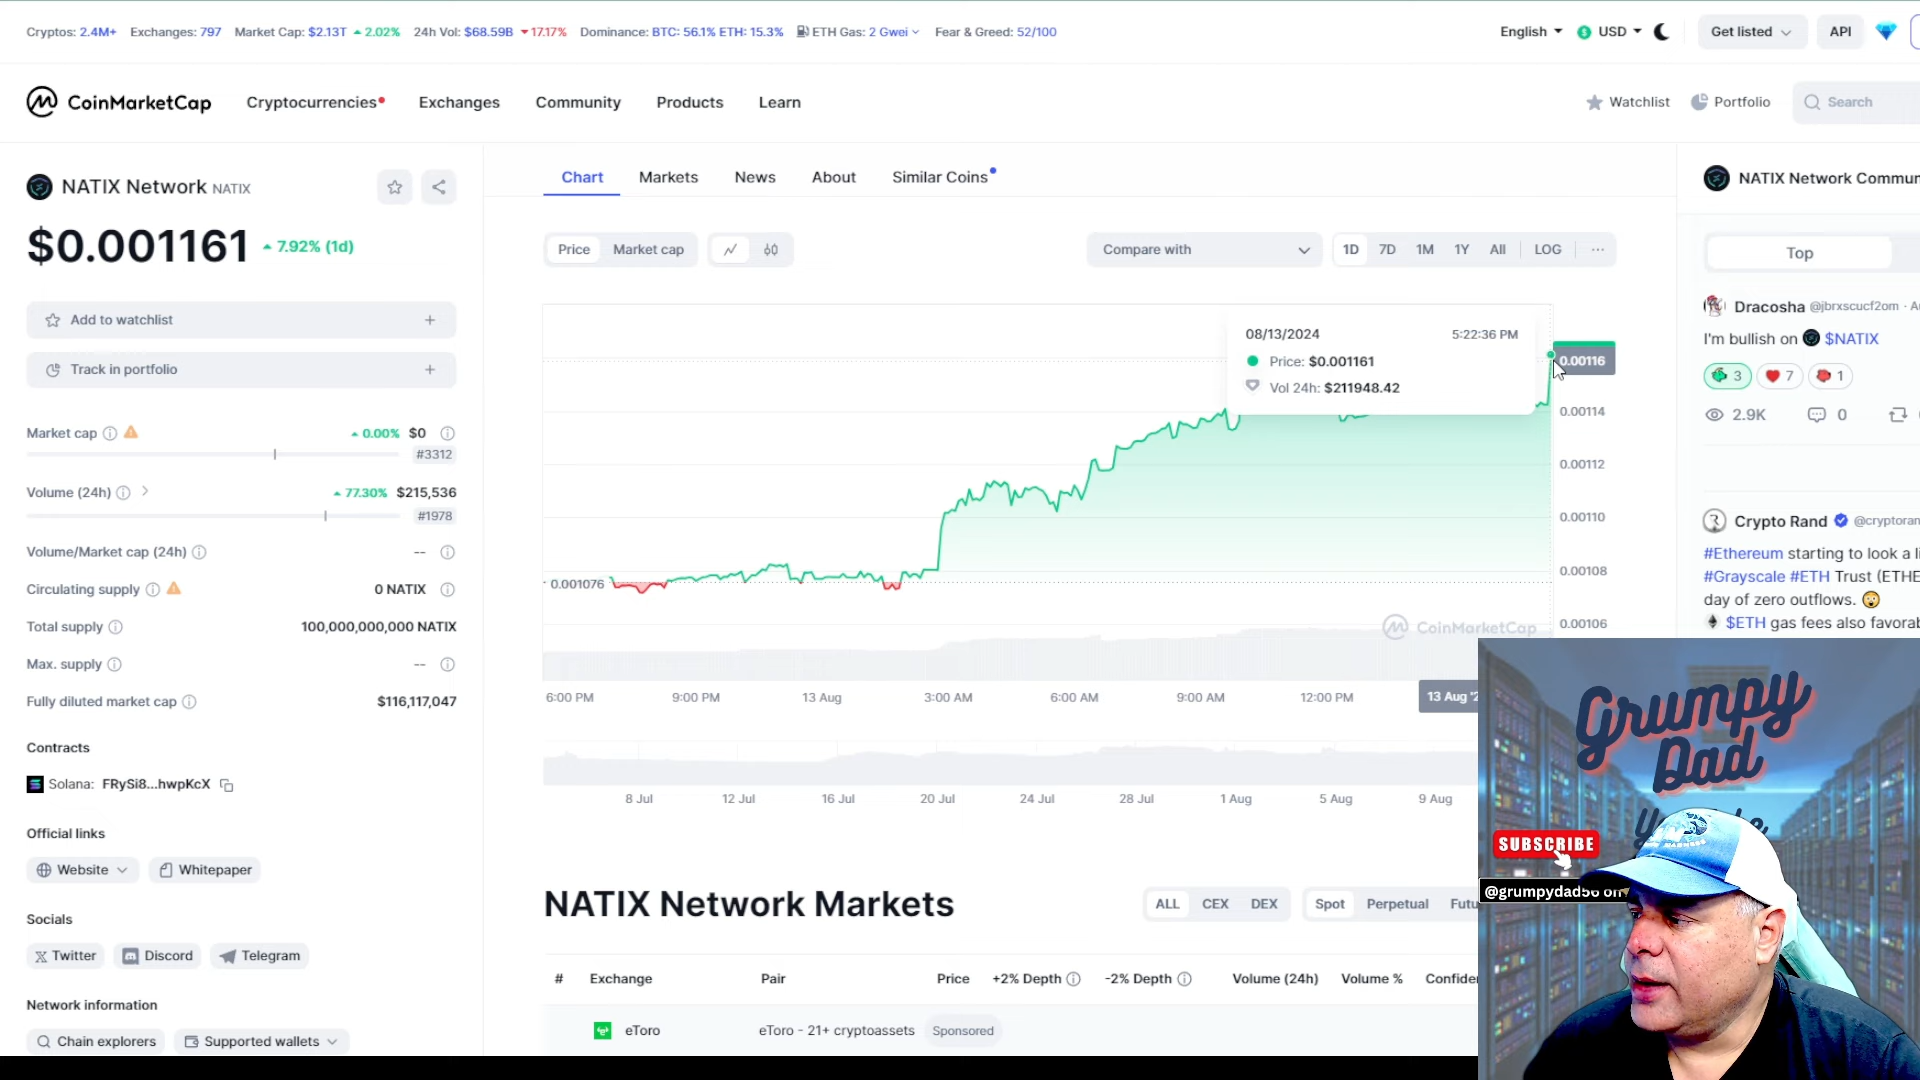 Cryptos: 2.4M+ Exchanges: 797 Market Cap: $2.13T 2.02% 24h Vol: $68.59B 17.17% Dominance: BTC: 56.1% ETH: 15.3% ETH Gas: 2 Gwei Fear & Greed: 52/100
English USD Get listed API
CoinMarketCap Cryptocurrencies Exchanges Community Products Learn
Watchlist Portfolio Search
NATIX Network NATIX
$0.001161 7.92% (1d)
Add to watchlist +
Track in portfolio +
Market cap 0.00% $0
#3312
Volume (24h) 77.30% $215,536
#1978
Volume/Market cap (24h) --
Circulating supply 0 NATIX
Total supply 100,000,000,000 NATIX
Max. supply --
Fully diluted market cap $116,117,047
Contracts
Solana: FRySi8...hwpKcX
Official links
Website Whitepaper
Socials
Twitter Discord Telegram
Network information
Chain explorers Supported wallets
Chart Markets News About Similar Coins
Price Market cap
Compare with 1D 7D 1M 1Y All LOG ...
08/13/2024 5:22:36 PM
Price: $0.001161
Vol 24h: $211948.42
0.00116
0.00114
0.00112
0.00110
0.00108
0.00106
0.001076
CoinMarketCap
6:00 PM 9:00 PM 13 Aug 3:00 AM 6:00 AM 9:00 AM 12:00 PM 13 Aug '2
8 Jul 12 Jul 16 Jul 20 Jul 24 Jul 28 Jul 1 Aug 5 Aug 9 Aug
NATIX Network Markets
ALL CEX DEX Spot Perpetual Futu
# Exchange Pair Price +2% Depth -2% Depth Volume (24h) Volume % Confide
eToro eToro - 21+ cryptoassets Sponsored
NATIX Network Commun
Top
Dracosha @jbrxscucf2om · A
I'm bullish on $NATIX
3 7 1
2.9K 0
Crypto Rand @cryptoran
#Ethereum starting to look a li
#Grayscale #ETH Trust (ETHE
day of zero outflows.
$ETH gas fees also favorab
Grumpy
Dad
SUBSCRIBE
@grumpydad56 on